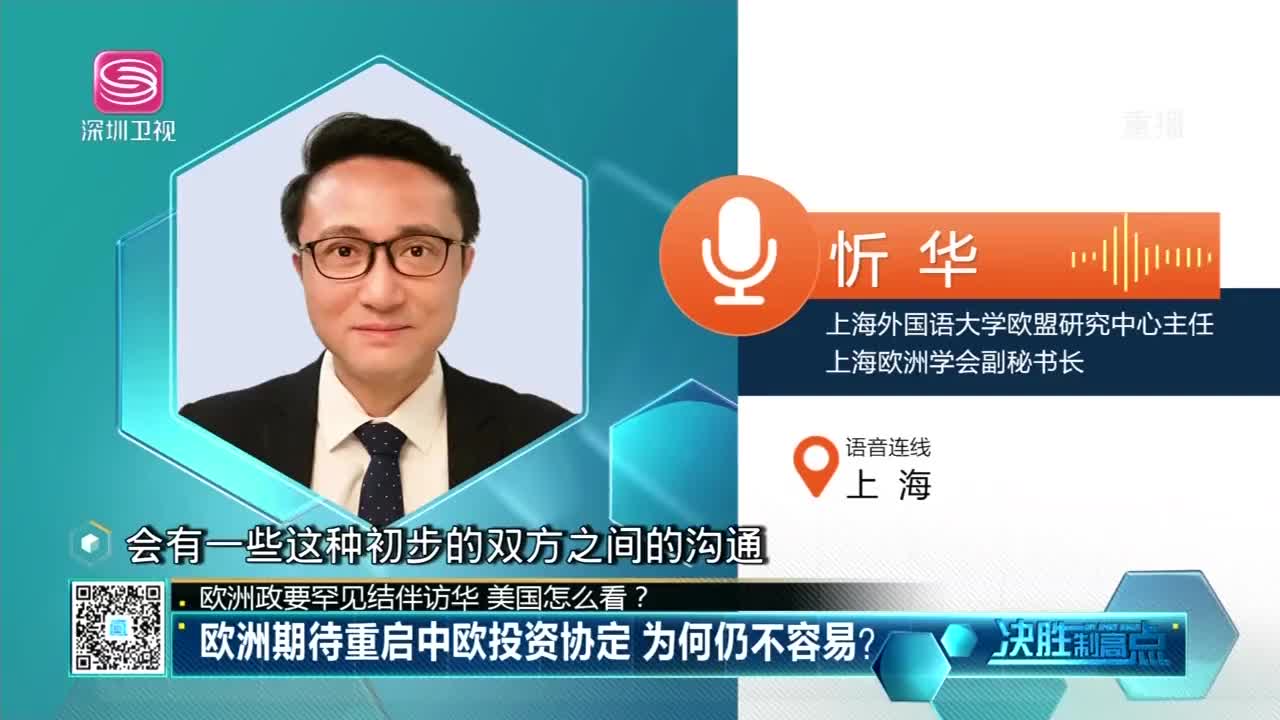 深圳卫视
重播
忻华
上海外国语大学欧盟研究中心主任
上海欧洲学会副秘书长
语音连线
上海
会有一些这种初步的双方之间的沟通
欧洲政要罕见结伴访华 美国怎么看？
欧洲期待重启中欧投资协定 为何仍不容易?
决胜制高点